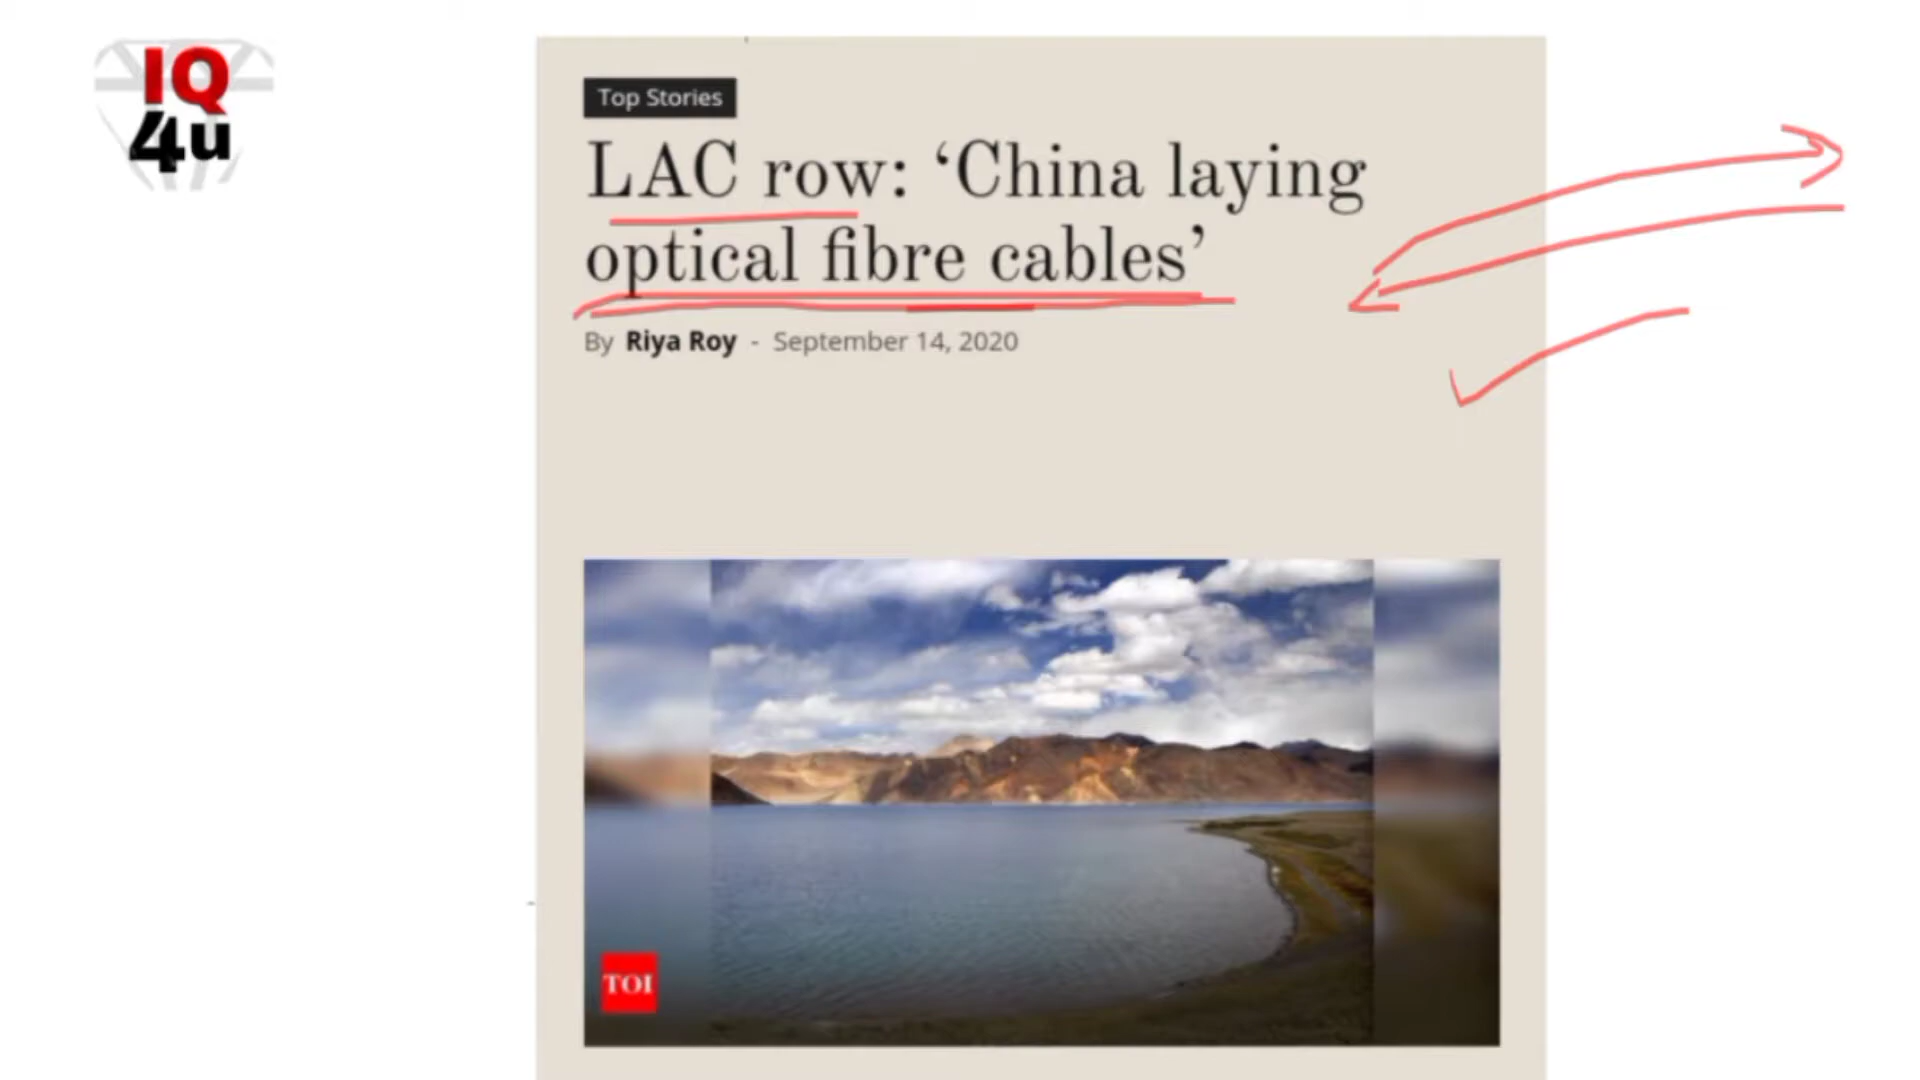 IQ
4u
Top Stories
LAC row: ‘China laying
optical fibre cables’
By Riya Roy - September 14, 2020
TOI